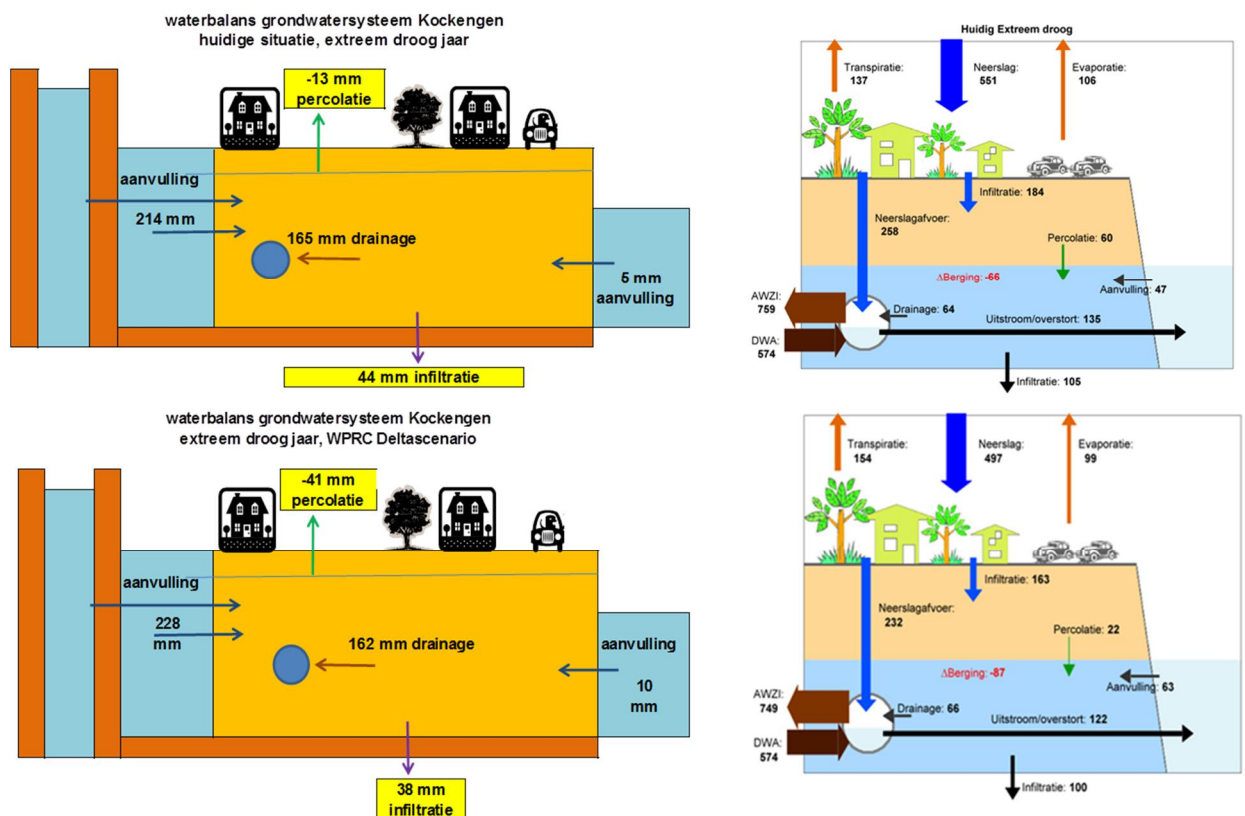 waterbalans grondwatersysteem Kockengen
huidige situatie, extreem droog jaar
-13 mm
percolatie
aanvulling
214 mm
165 mm drainage
5 mm
aanvulling
44 mm infiltratie
Huidig Extreem droog
Transpiratie:
137
Neerslag:
551
Evaporatie:
106
Infiltratie: 184
Neerslagafvoer:
258
Percolatie: 60
ΔBerging: -66
Aanvulling: 47
AWZI:
759
Drainage: 64
Uitstroom/overstort: 135
DWA:
574
Infiltratie: 105
waterbalans grondwatersysteem Kockengen
extreem droog jaar, WPRC Deltascenario
-41 mm
percolatie
aanvulling
228
mm
162 mm drainage
aanvulling
10
mm
38 mm
infiltratie
Transpiratie:
154
Neerslag:
497
Evaporatie:
99
Infiltratie: 163
Neerslagafvoer:
232
Percolatie: 22
ΔBerging: -87
Aanvulling: 63
AWZI:
749
Drainage: 66
Uitstroom/overstort: 122
DWA:
574
Infiltratie: 100